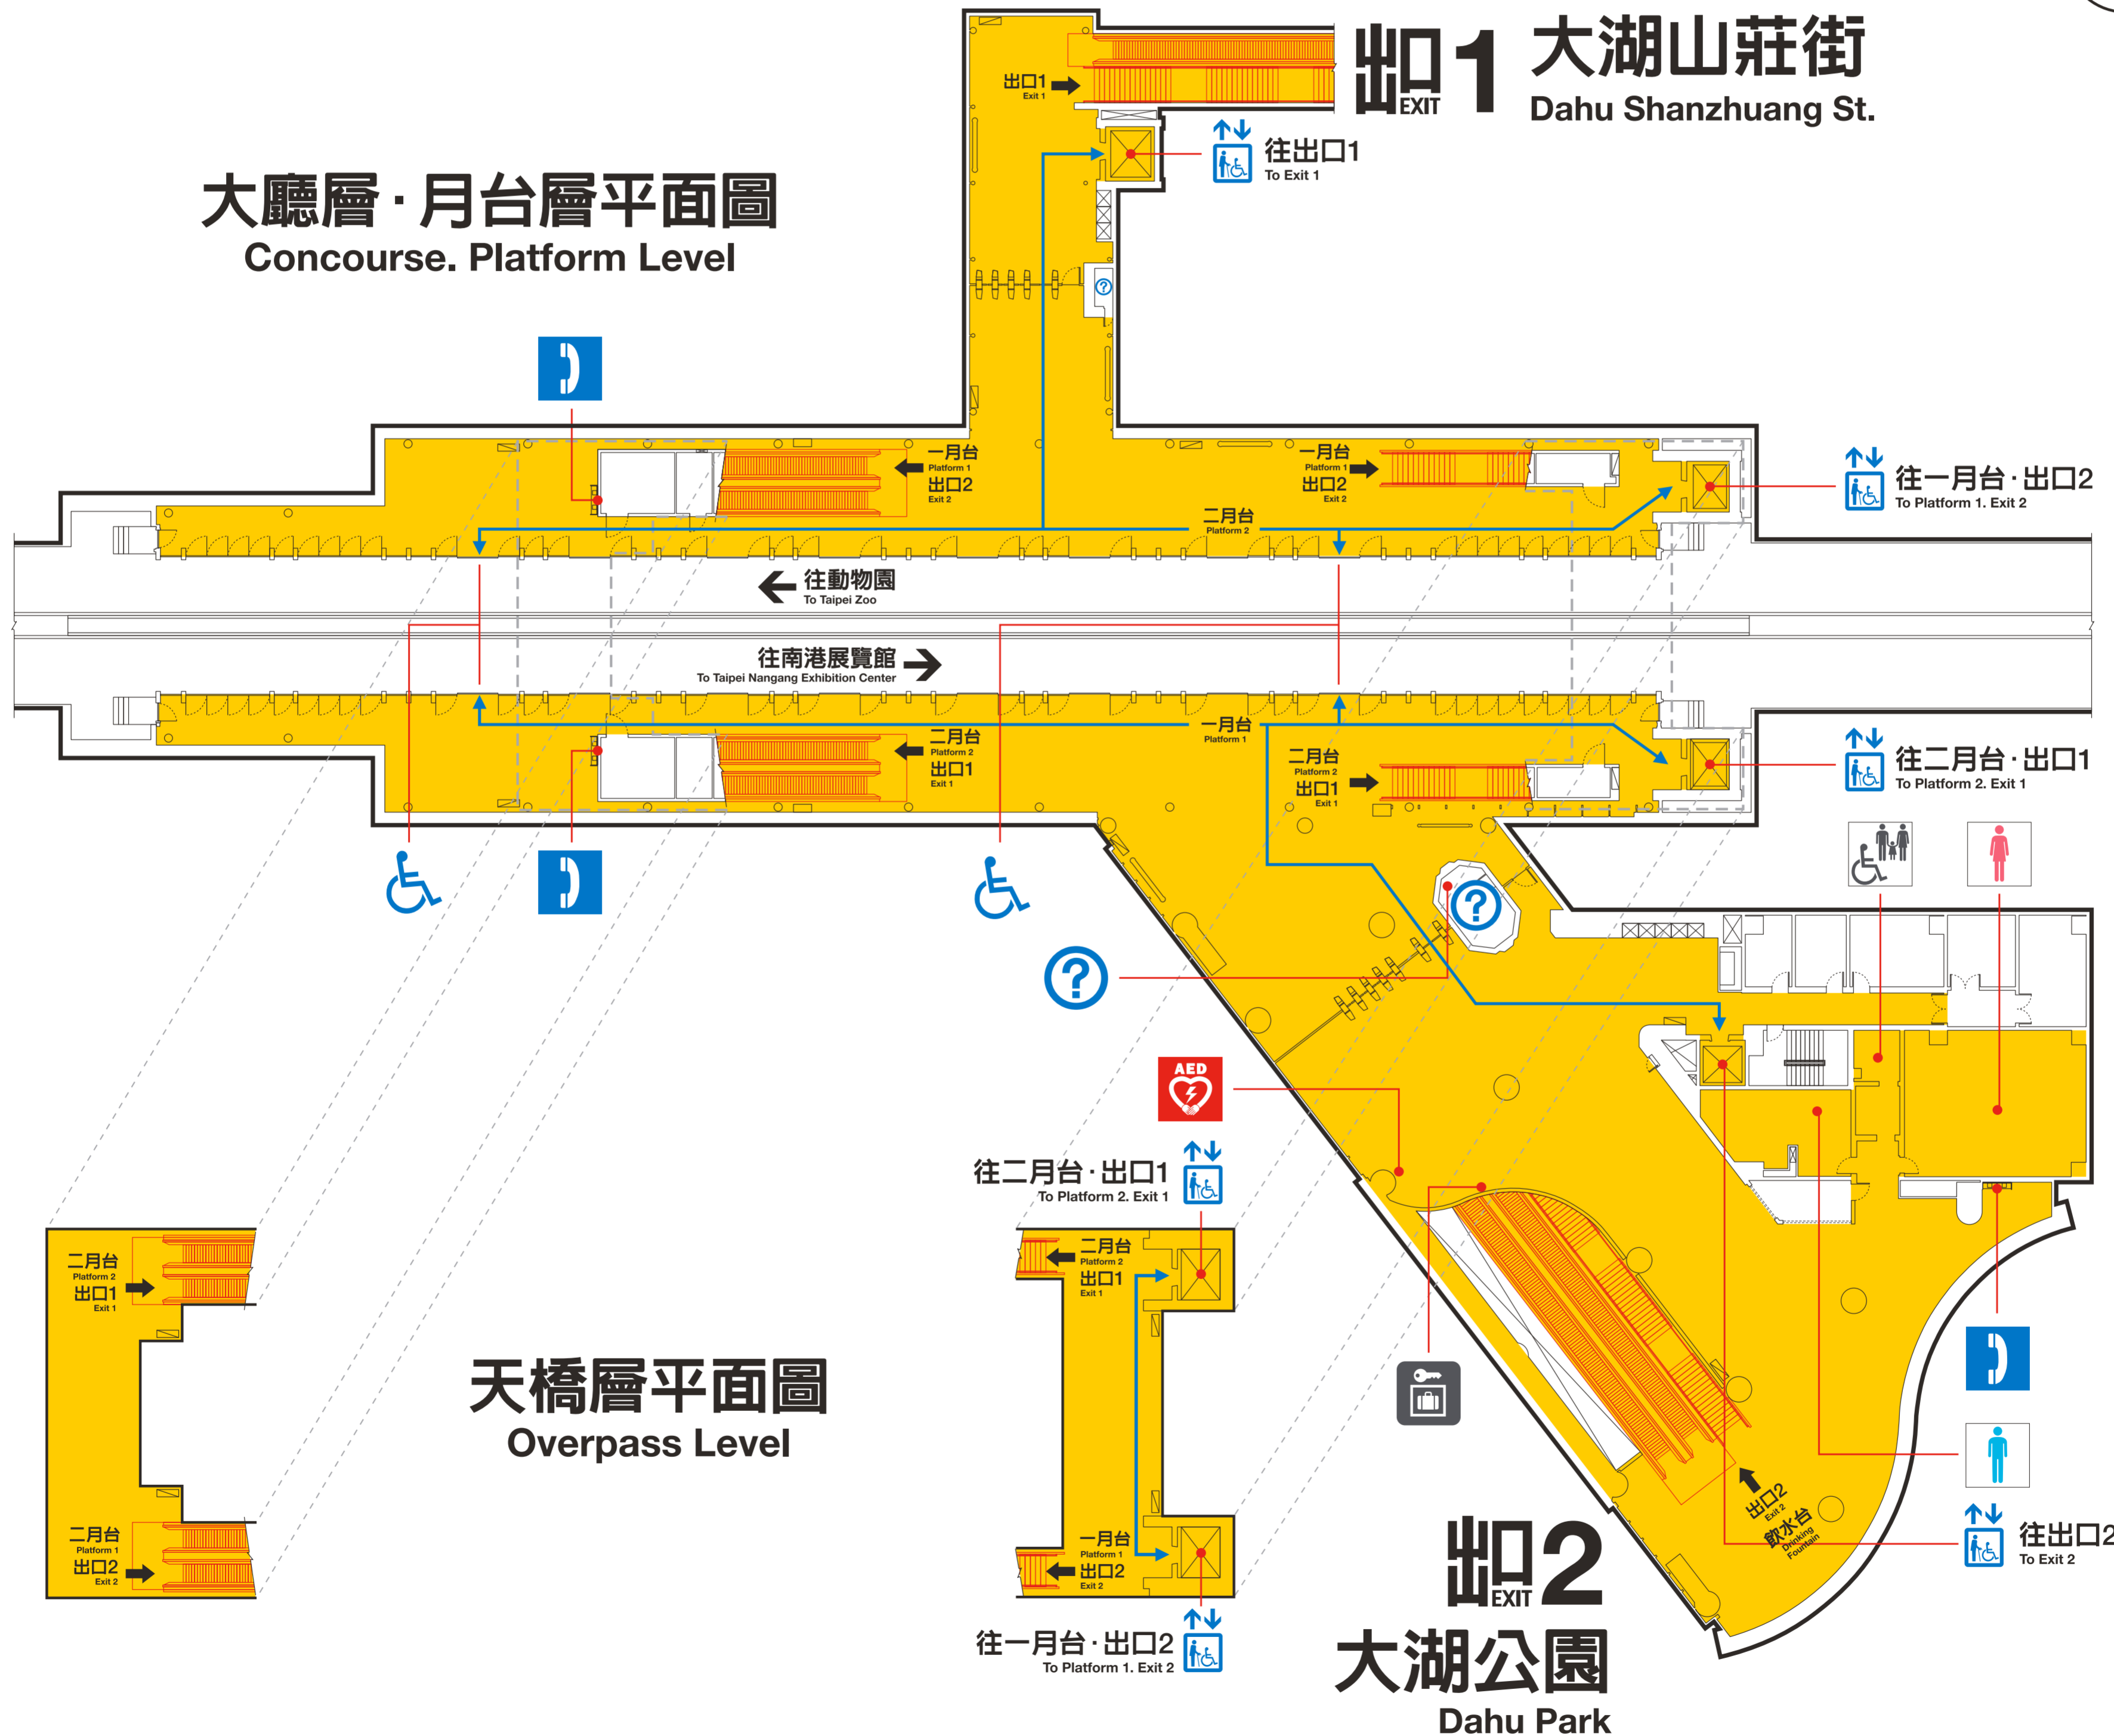 出口
EXIT
1
大湖山莊街
Dahu Shanzhuang St.
出口1
Exit 1
往出口1
To Exit 1
大廳層·月台層平面圖
Concourse. Platform Level
?
一月台
Platform 1
出口2
Exit 2
一月台
Platform 1
出口2
Exit 2
往一月台·出口2
To Platform 1. Exit 2
二月台
Platform 2
往動物園
To Taipei Zoo
往南港展覽館
To Taipei Nangang Exhibition Center
一月台
Platform 1
二月台
Platform 2
出口1
Exit 1
二月台
Platform 2
出口1
Exit 1
往二月台·出口1
To Platform 2. Exit 1
?
?
AED
往二月台·出口1
To Platform 2. Exit 1
二月台
Platform 2
出口1
Exit 1
二月台
Platform 2
出口1
Exit 1
天橋層平面圖
Overpass Level
二月台
Platform 1
出口2
Exit 2
一月台
Platform 1
出口2
Exit 2
往一月台·出口2
To Platform 1. Exit 2
出口2
Exit 2
飲水台
Drinking
Fountain
往出口2
To Exit 2
出口
EXIT
2
大湖公園
Dahu Park